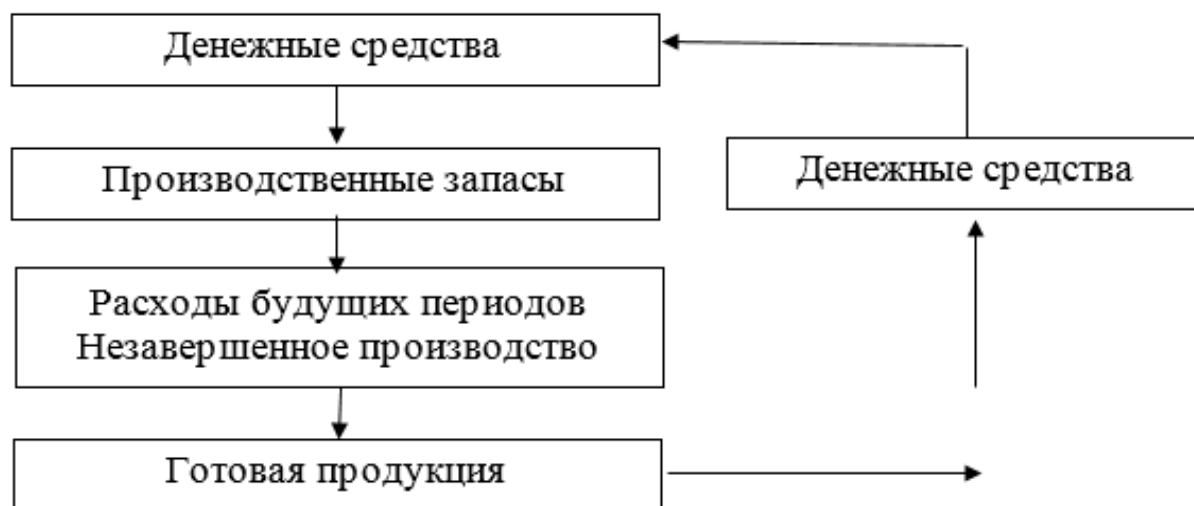 Денежные средства
Производственные запасы
Денежные средства
Расходы будущих периодов
Незавершенное производство
Готовая продукция